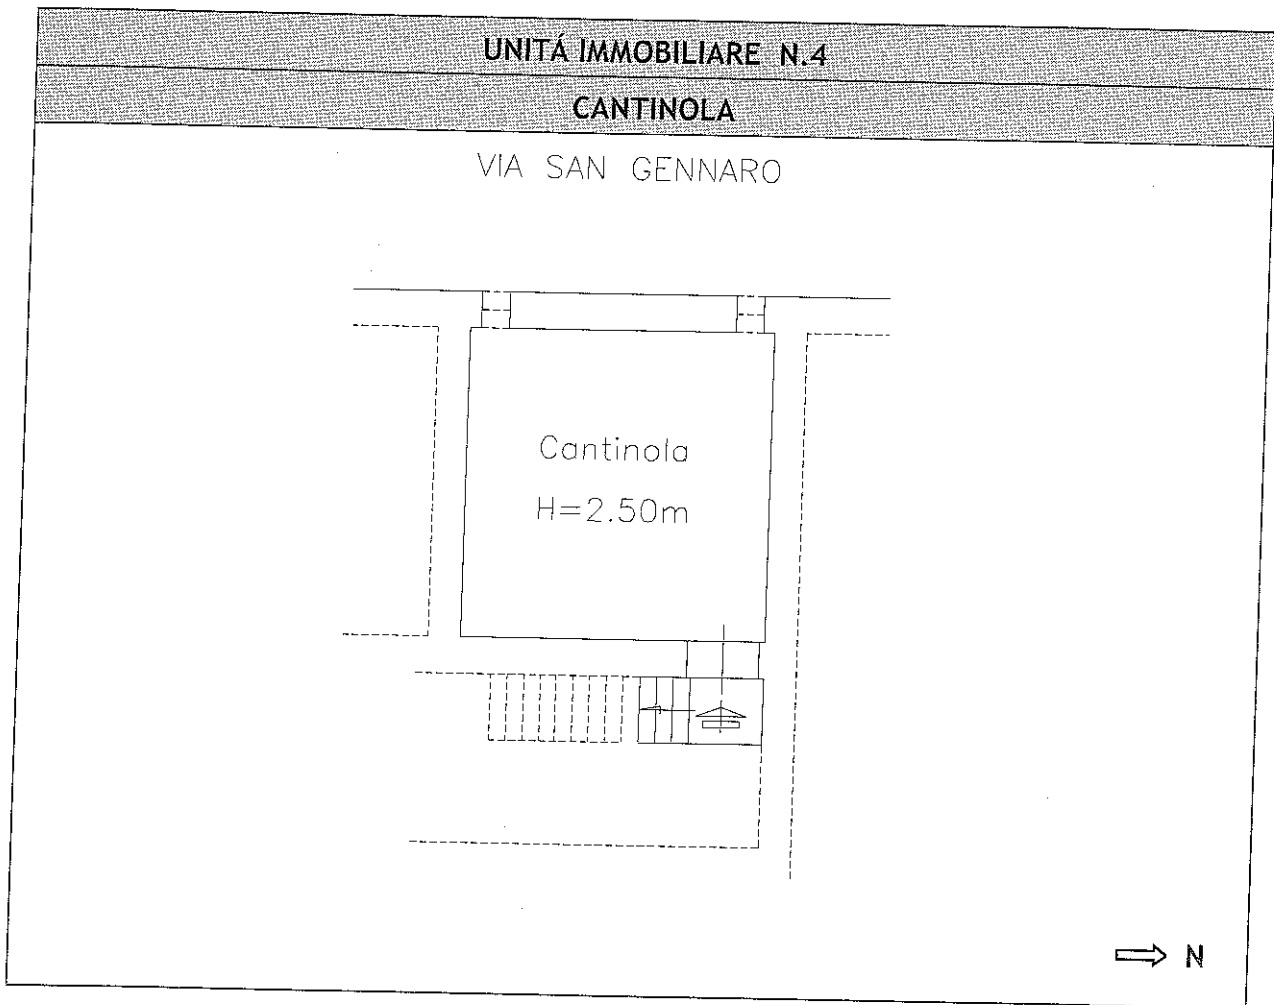 UNITÁ IMMOBILIARE N.4
CANTINOLA
VIA SAN GENNARO
Cantinola
H=2.50m
N